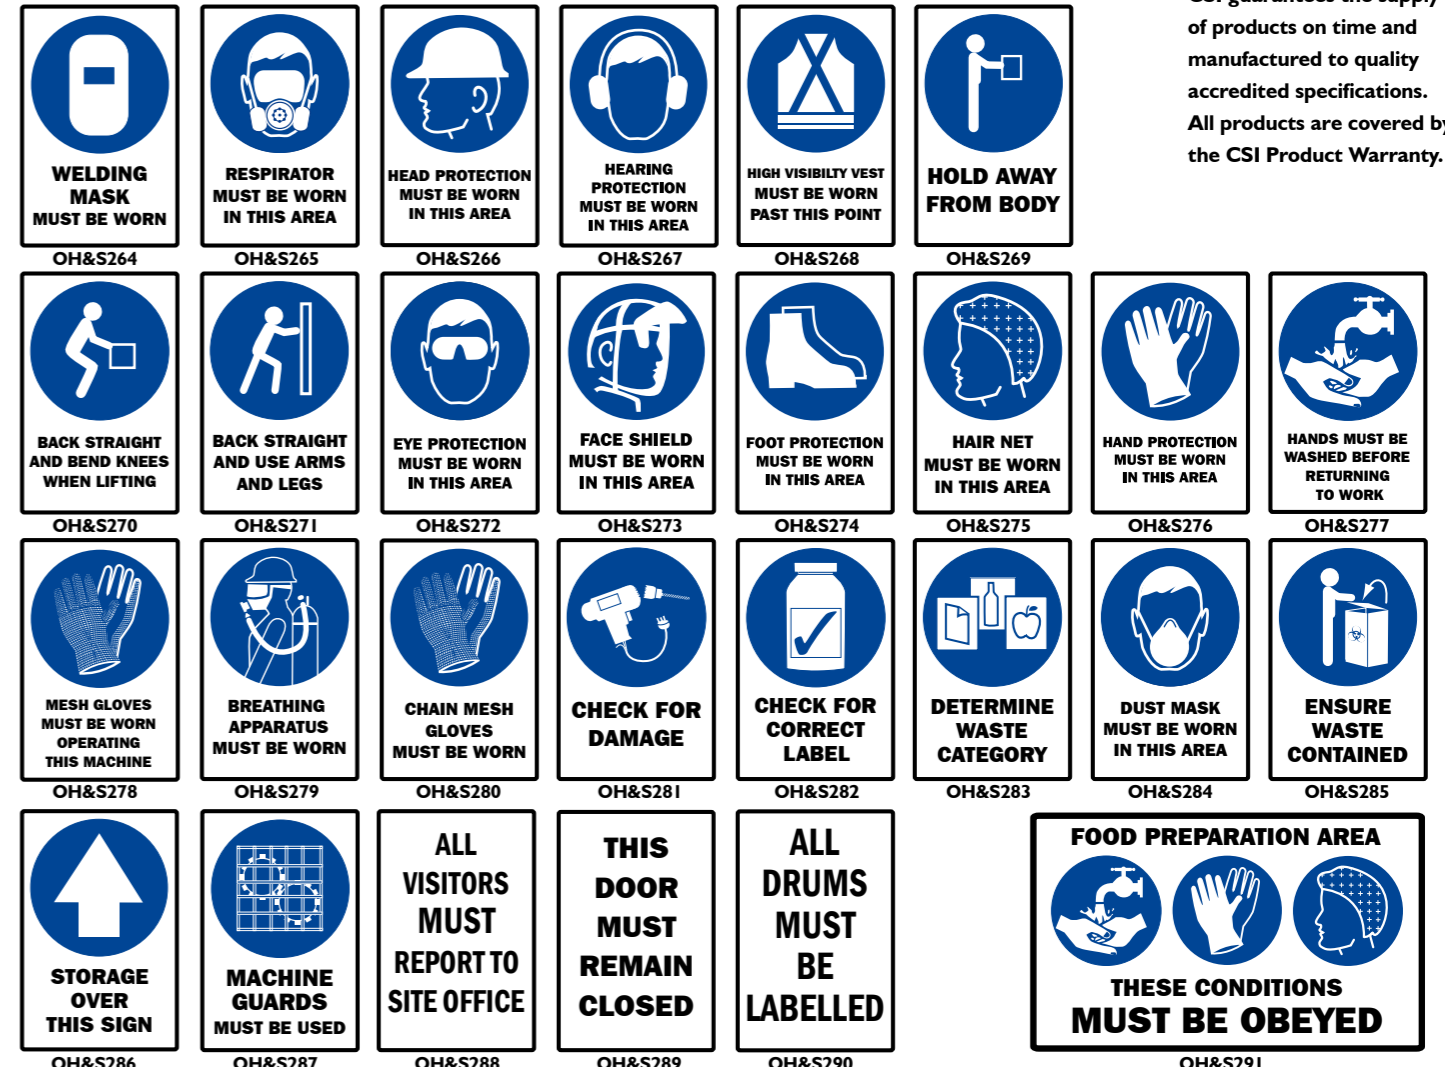 CSI guarantees the supply
of products on time and
manufactured to quality
accredited specifications.
All products are covered by
the CSI Product Warranty.
WELDING
MASK
MUST BE WORN
OH&S264
RESPIRATOR
MUST BE WORN
IN THIS AREA
OH&S265
HEAD PROTECTION
MUST BE WORN
IN THIS AREA
OH&S266
HEARING
PROTECTION
MUST BE WORN
IN THIS AREA
OH&S267
HIGH VISIBILTY VEST
MUST BE WORN
PAST THIS POINT
OH&S268
HOLD AWAY
FROM BODY
OH&S269
BACK STRAIGHT
AND BEND KNEES
WHEN LIFTING
OH&S270
BACK STRAIGHT
AND USE ARMS
AND LEGS
OH&S271
EYE PROTECTION
MUST BE WORN
IN THIS AREA
OH&S272
FACE SHIELD
MUST BE WORN
IN THIS AREA
OH&S273
FOOT PROTECTION
MUST BE WORN
IN THIS AREA
OH&S274
HAIR NET
MUST BE WORN
IN THIS AREA
OH&S275
HAND PROTECTION
MUST BE WORN
IN THIS AREA
OH&S276
HANDS MUST BE
WASHED BEFORE
RETURNING
TO WORK
OH&S277
MESH GLOVES
MUST BE WORN
OPERATING
THIS MACHINE
OH&S278
BREATHING
APPARATUS
MUST BE WORN
OH&S279
CHAIN MESH
GLOVES
MUST BE WORN
OH&S280
CHECK FOR
DAMAGE
OH&S281
CHECK FOR
CORRECT
LABEL
OH&S282
DETERMINE
WASTE
CATEGORY
OH&S283
DUST MASK
MUST BE WORN
IN THIS AREA
OH&S284
ENSURE
WASTE
CONTAINED
OH&S285
STORAGE
OVER
THIS SIGN
OH&S286
MACHINE
GUARDS
MUST BE USED
OH&S287
ALL
VISITORS
MUST
REPORT TO
SITE OFFICE
OH&S288
THIS
DOOR
MUST
REMAIN
CLOSED
OH&S289
ALL
DRUMS
MUST
BE
LABELLED
OH&S290
FOOD PREPARATION AREA
THESE CONDITIONS
MUST BE OBEYED
OH&S291